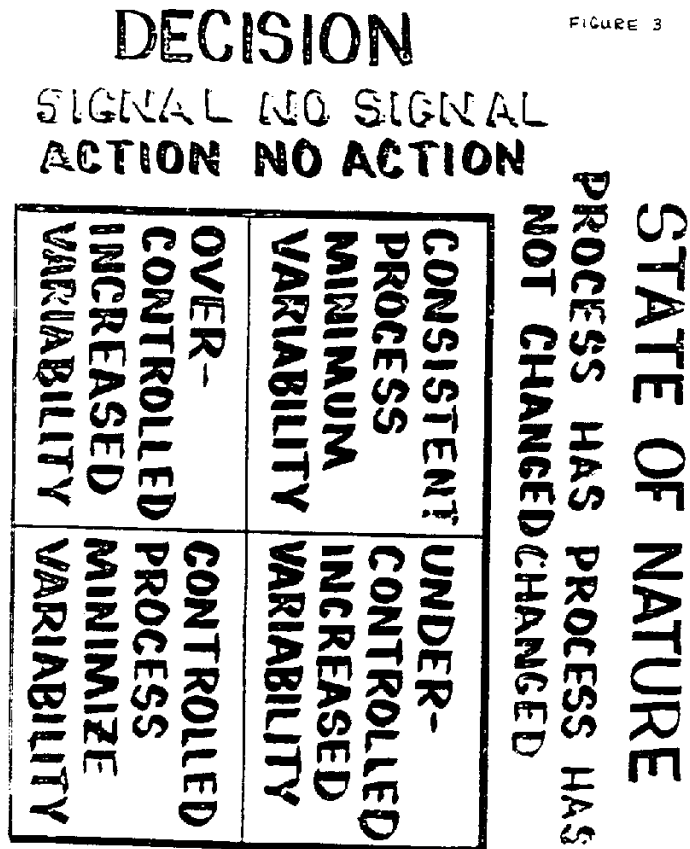 FIGURE 3
DECISION
SIGNAL NO SIGNAL
ACTION NO ACTION
STATE OF NATURE
PROCESS HAS PROCESS HAS
NOT CHANGED CHANGED
CONSISTENT
PROCESS
MINIMUM
VARIABILITY
UNDER-
CONTROLLED
INCREASED
VARIABILITY
OVER-
CONTROLLED
INCREASED
VARIABILITY
CONTROLLED
PROCESS
MINIMIZE
VARIABILITY